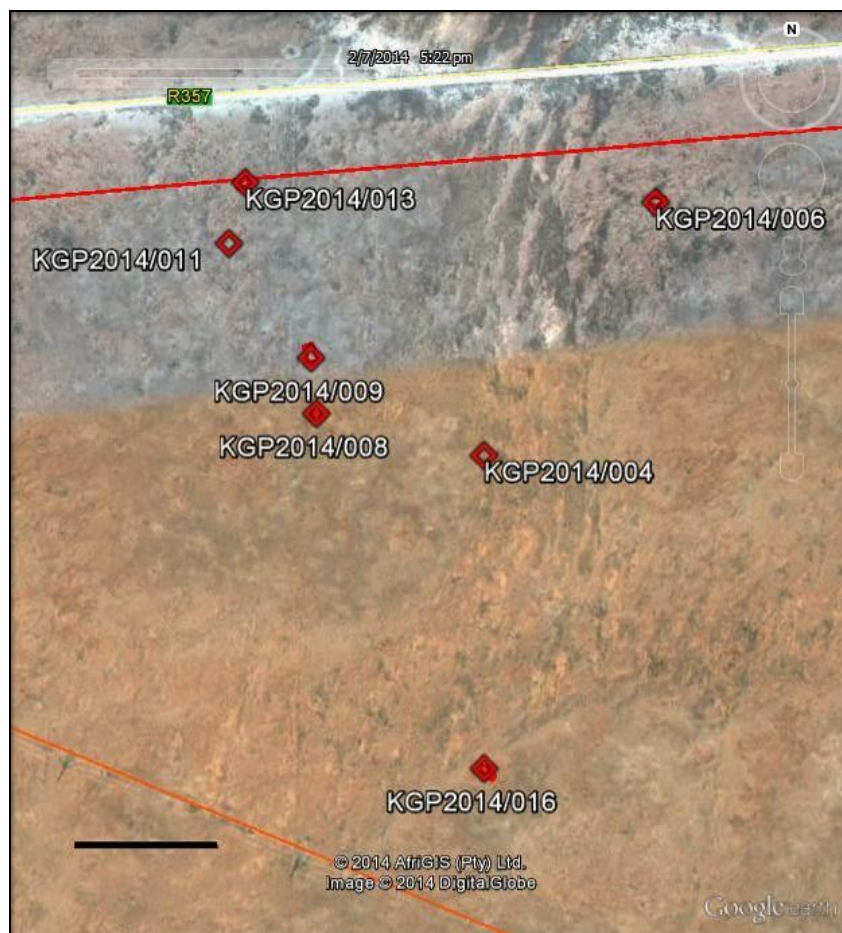 N
2/7/2014 5:22 pm
R357
KGP2014/013
KGP2014/006
KGP2014/011
KGP2014/009
KGP2014/008
KGP2014/004
KGP2014/016
© 2014 AfriGIS (Pty) Ltd.
Image © 2014 DigitalGlobe
Google earth